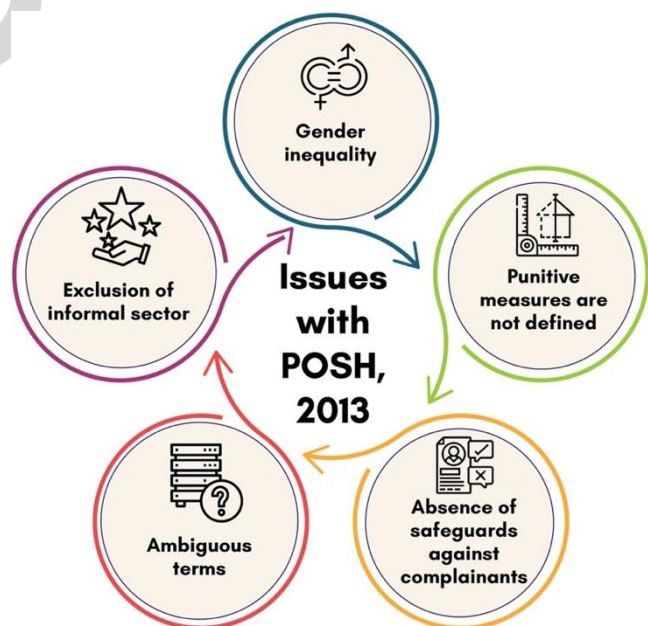 Gender
inequality
Punitive
measures are
not defined
Absence of
safeguards
against
complainants
Ambiguous
terms
Exclusion of
informal sector
Issues
with
POSH,
2013